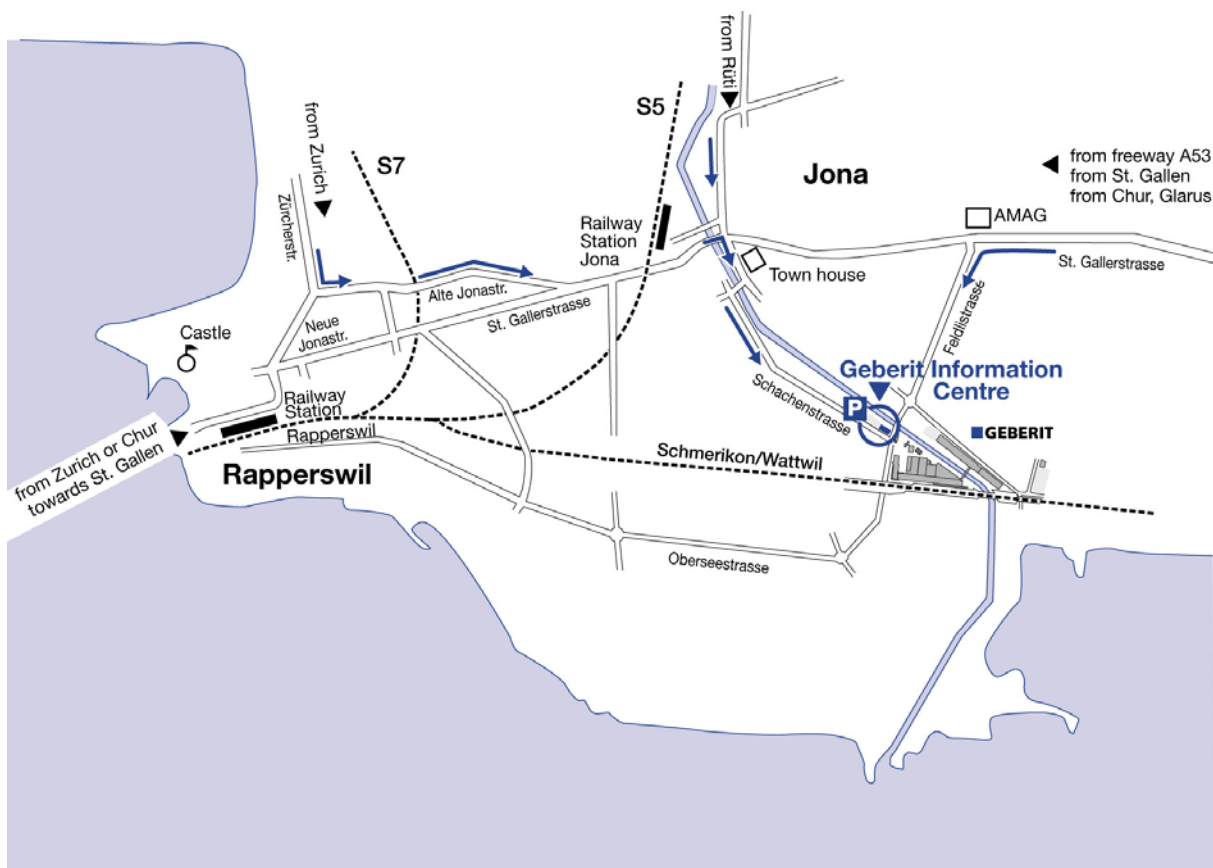 from Rüti
S5
from Zurich
S7
Jona
from freeway A53
from St. Gallen
from Chur, Glarus
Zürcherstr.
AMAG
Railway
Station
Jona
Town house
St. Gallerstrasse
Alte Jonastr.
St. Gallerstrasse
Neue
Jonastr.
Castle
Feldlistrasse
Geberit Information
Centre
P
Schachenstrasse
GEBERIT
Railway
Station
Rapperswil
Rapperswil
Schmerikon/Wattwil
from Zurich or Chur
towards St. Gallen
Oberseestrasse